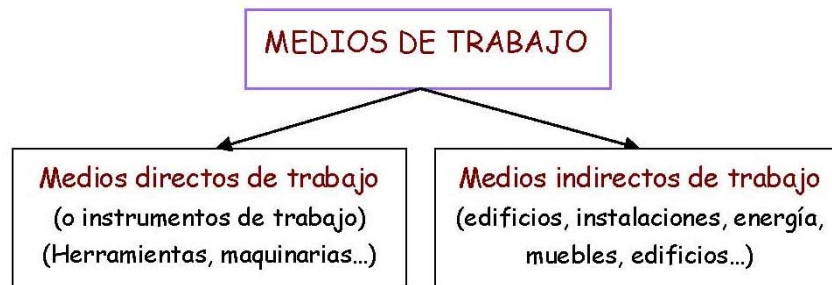 MEDIOS DE TRABAJO
Medios directos de trabajo
(o instrumentos de trabajo)
(Herramientas, maquinarias...)
Medios indirectos de trabajo
(edificios, instalaciones, energía,
muebles, edificios...)